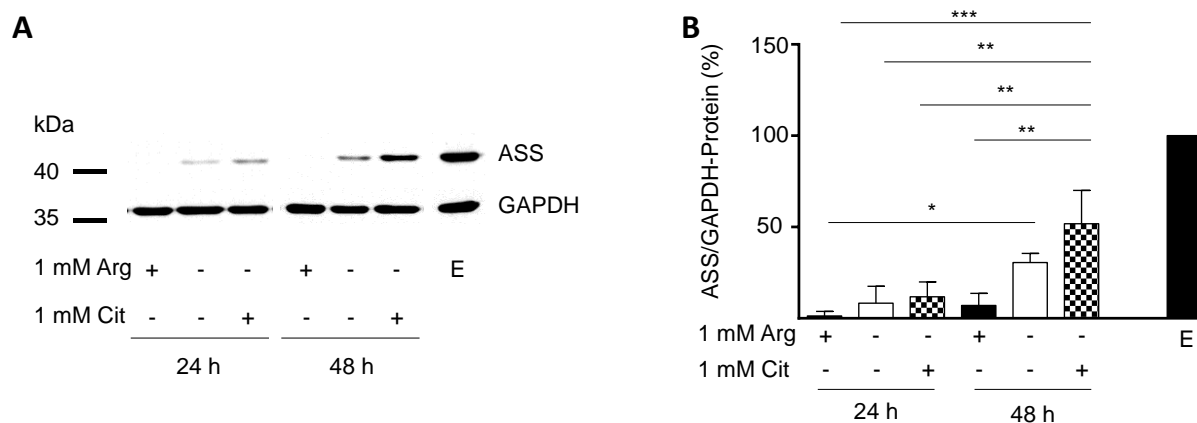 A
kDa
40
35
ASS
GAPDH
1 mM Arg + - - + - - E
1 mM Cit - - + - - +
24 h 48 h
B
ASS/GAPDH-Protein (%)
150
100
50
***
**
**
**
*
1 mM Arg + - - + - - E
1 mM Cit - - + - - +
24 h 48 h